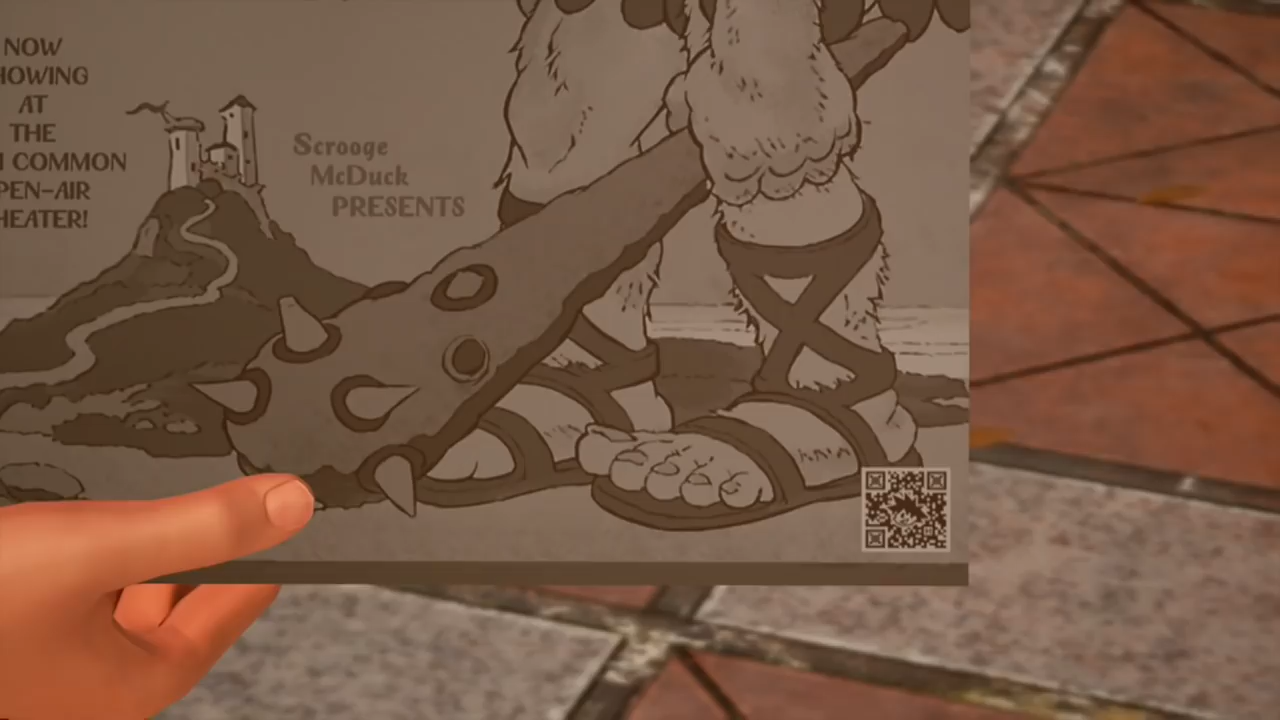 NOW
HOWING
AT
THE
COMMON
PEN-AIR
HEATER!
Scrooge
McDuck
PRESENTS